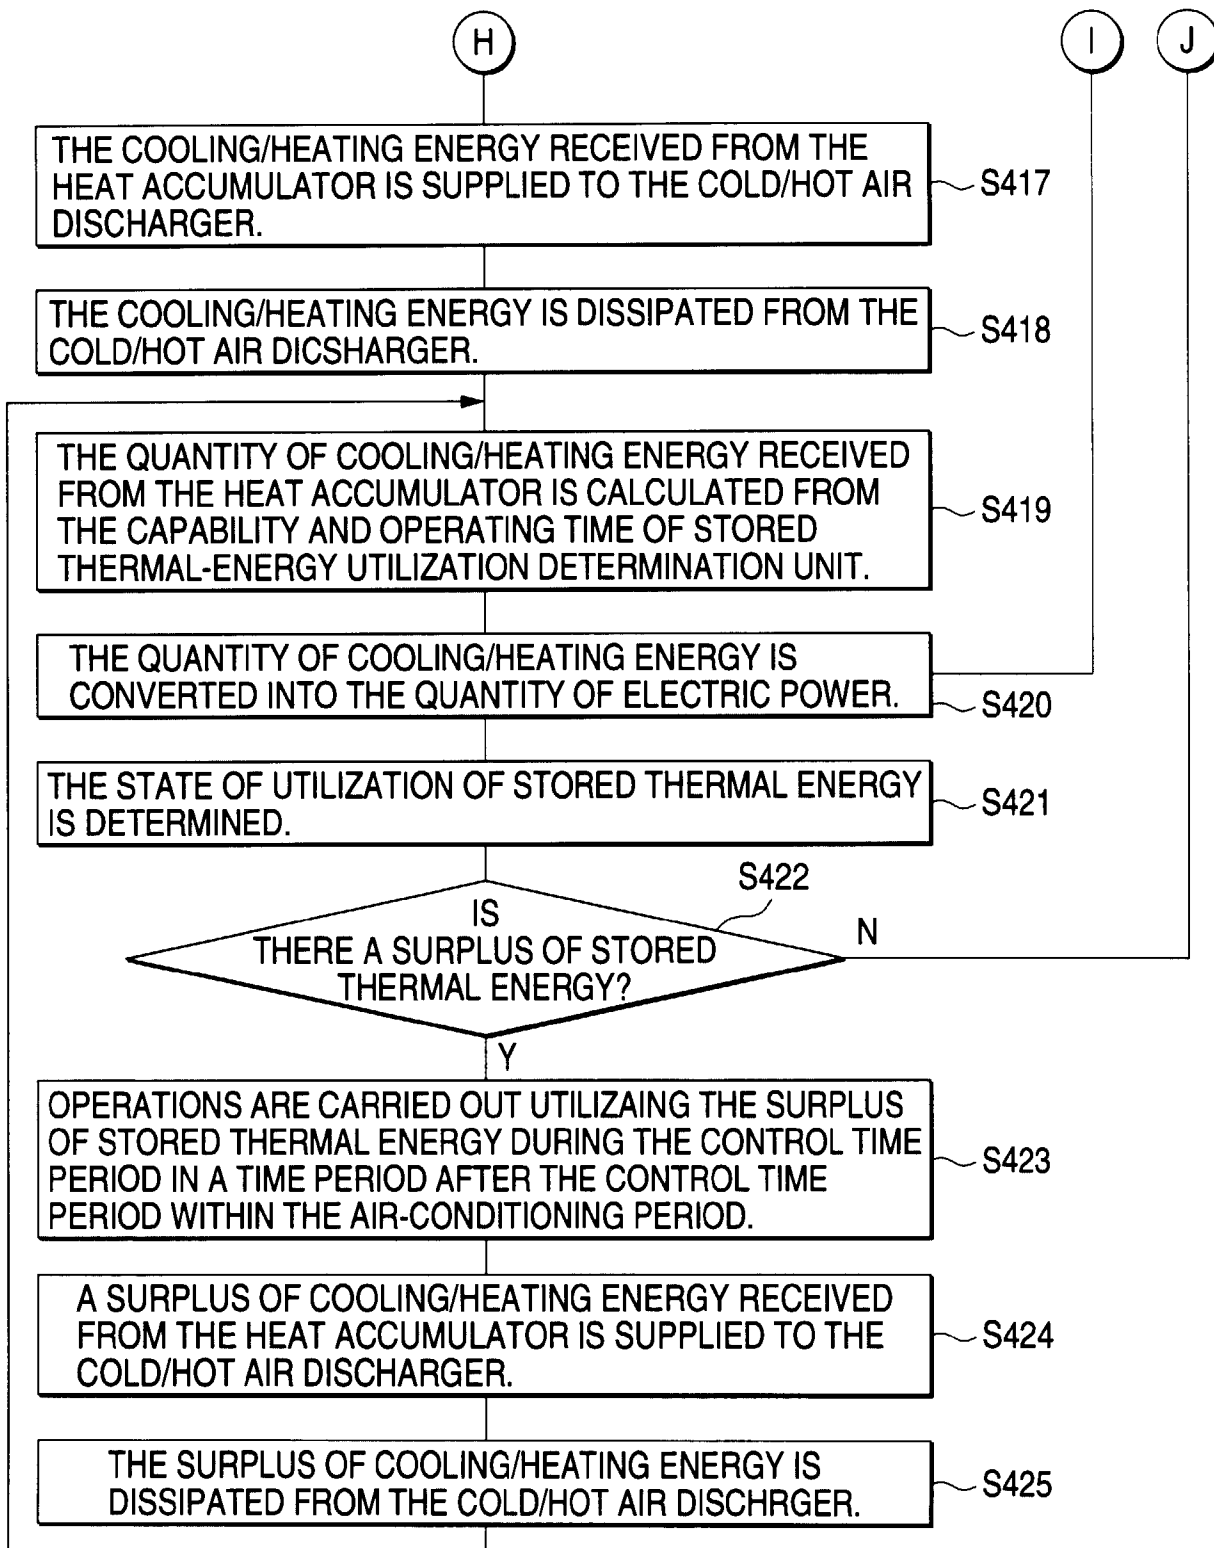 H
I
J
THE COOLING/HEATING ENERGY RECEIVED FROM THE
HEAT ACCUMULATOR IS SUPPLIED TO THE COLD/HOT AIR
DISCHARGER.
S417
THE COOLING/HEATING ENERGY IS DISSIPATED FROM THE
COLD/HOT AIR DICSHARGER.
S418
THE QUANTITY OF COOLING/HEATING ENERGY RECEIVED
FROM THE HEAT ACCUMULATOR IS CALCULATED FROM
THE CAPABILITY AND OPERATING TIME OF STORED
THERMAL-ENERGY UTILIZATION DETERMINATION UNIT.
S419
THE QUANTITY OF COOLING/HEATING ENERGY IS
CONVERTED INTO THE QUANTITY OF ELECTRIC POWER.
S420
THE STATE OF UTILIZATION OF STORED THERMAL ENERGY
IS DETERMINED.
S421
S422
IS
THERE A SURPLUS OF STORED
THERMAL ENERGY?
N
Y
OPERATIONS ARE CARRIED OUT UTILIZAING THE SURPLUS
OF STORED THERMAL ENERGY DURING THE CONTROL TIME
PERIOD IN A TIME PERIOD AFTER THE CONTROL TIME
PERIOD WITHIN THE AIR-CONDITIONING PERIOD.
S423
A SURPLUS OF COOLING/HEATING ENERGY RECEIVED
FROM THE HEAT ACCUMULATOR IS SUPPLIED TO THE
COLD/HOT AIR DISCHARGER.
S424
THE SURPLUS OF COOLING/HEATING ENERGY IS
DISSIPATED FROM THE COLD/HOT AIR DISCHRGER.
S425